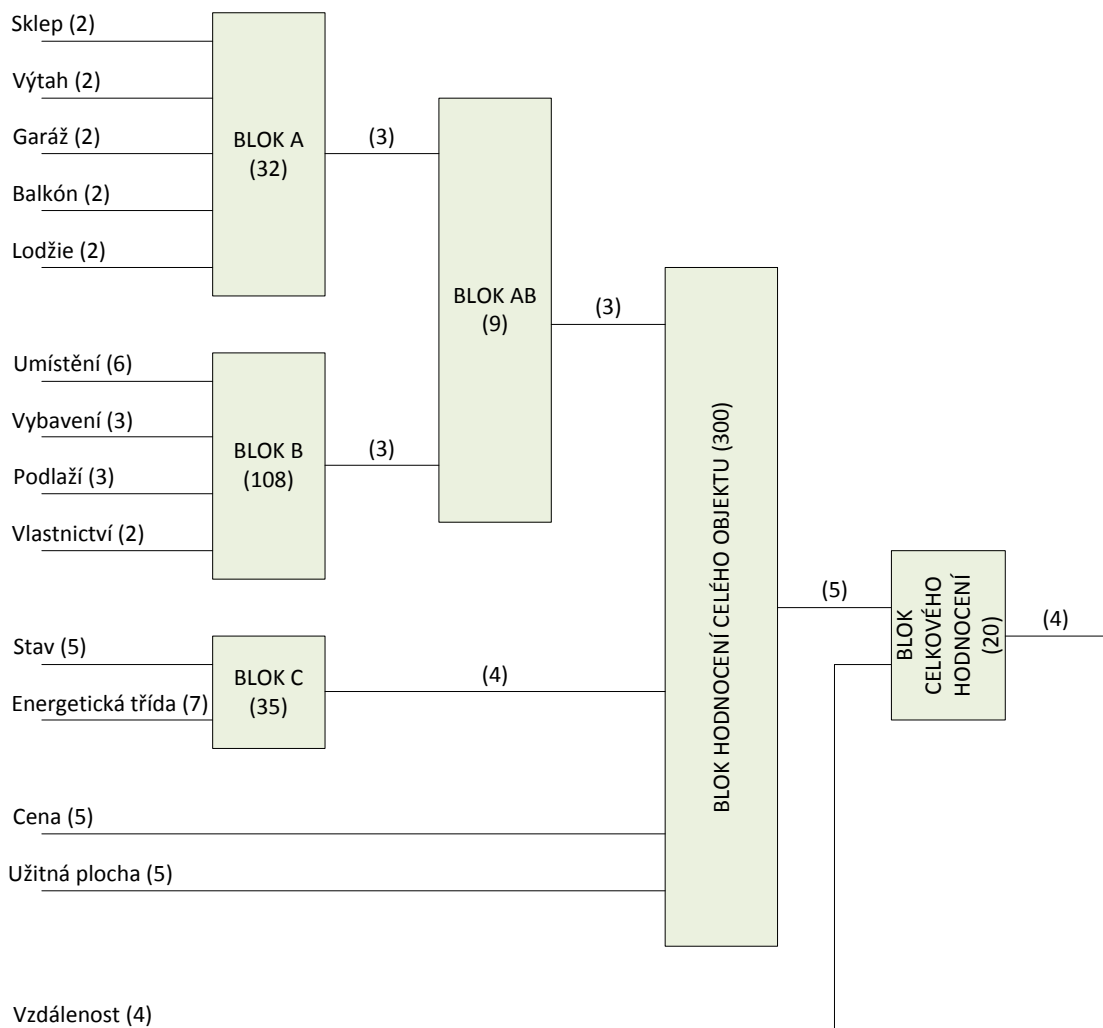 Sklep (2)
Výtah (2)
Garáž (2)
Balkón (2)
Lodžie (2)
BLOK A
(32)
(3)
Umístění (6)
Vybavení (3)
Podlaží (3)
Vlastnictví (2)
BLOK B
(108)
(3)
BLOK AB
(9)
(3)
Stav (5)
Energetická třída (7)
BLOK C
(35)
(4)
Cena (5)
Užitná plocha (5)
BLOK HODNOCENÍ CELÉHO OBJEKTU (300)
(5)
BLOK
CELKOVÉHO
HODNOCENÍ
(20)
(4)
Vzdálenost (4)